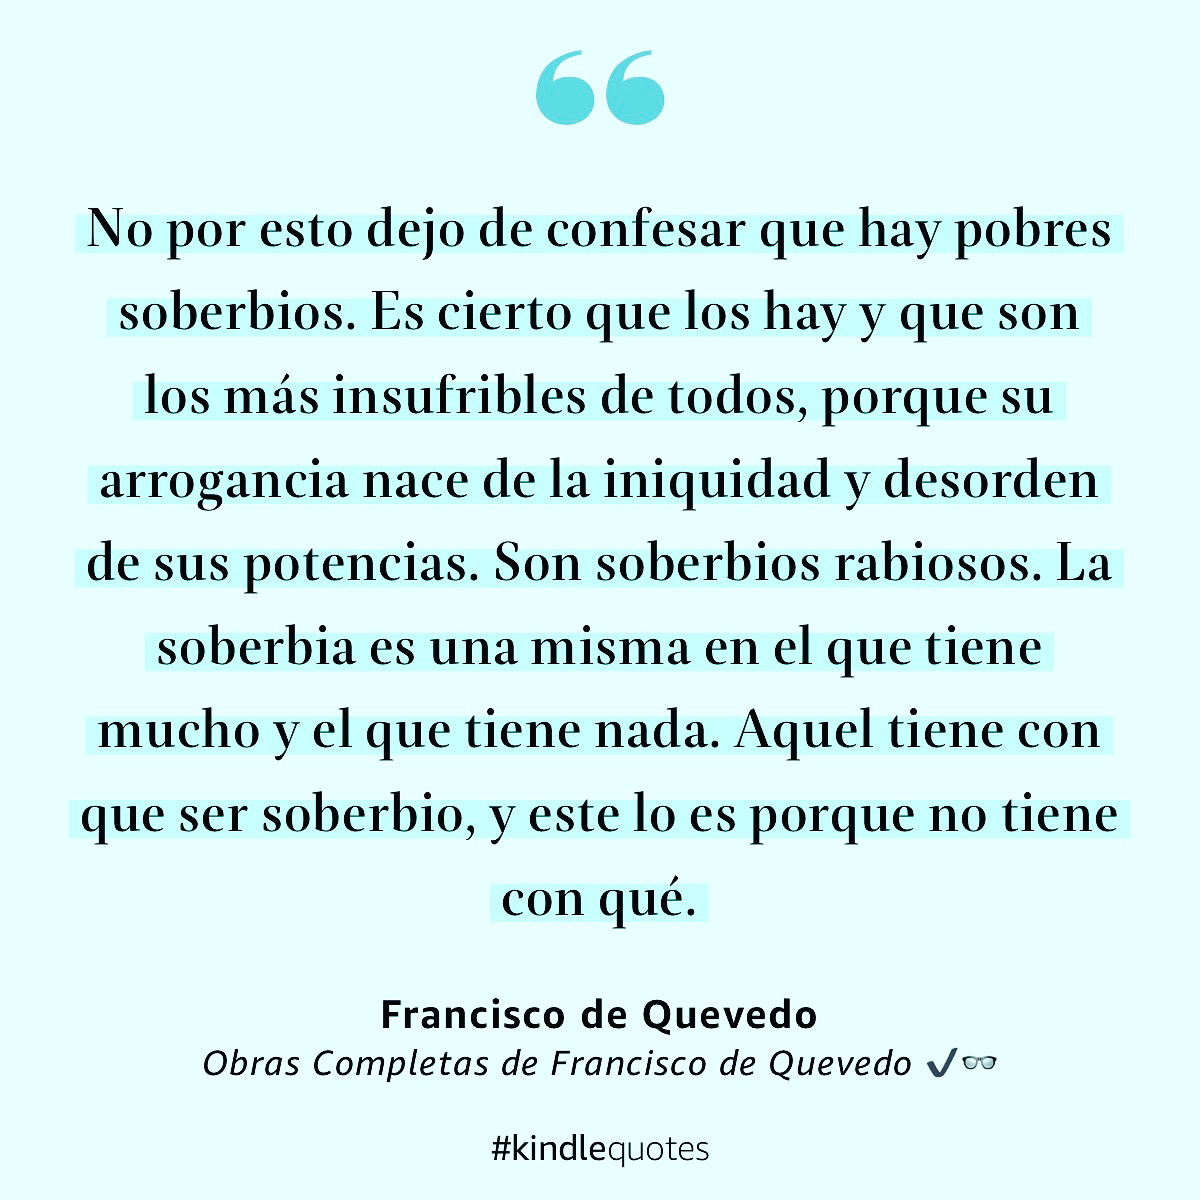 “
No por esto dejo de confesar que hay pobres
soberbios. Es cierto que los hay y que son
los más insufribles de todos, porque su
arrogancia nace de la iniquidad y desorden
de sus potencias. Son soberbios rabiosos. La
soberbia es una misma en el que tiene
mucho y el que tiene nada. Aquel tiene con
que ser soberbio, y este lo es porque no tiene
con qué.
Francisco de Quevedo
Obras Completas de Francisco de Quevedo ✔👓
#kindlequotes